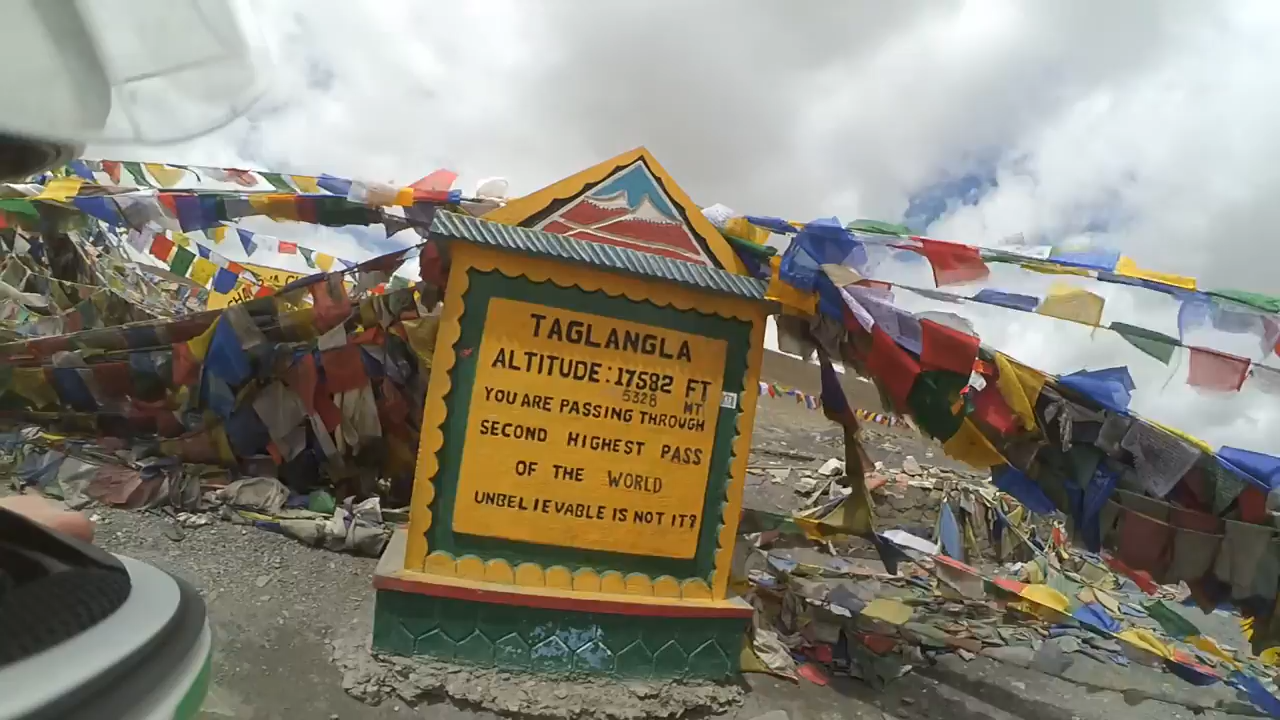 TAGLANGLA
ALTITUDE: 17582 FT
5328 MT
YOU ARE PASSING THROUGH
SECOND HIGHEST PASS
OF THE WORLD
UNBELIEVABLE IS NOT IT?